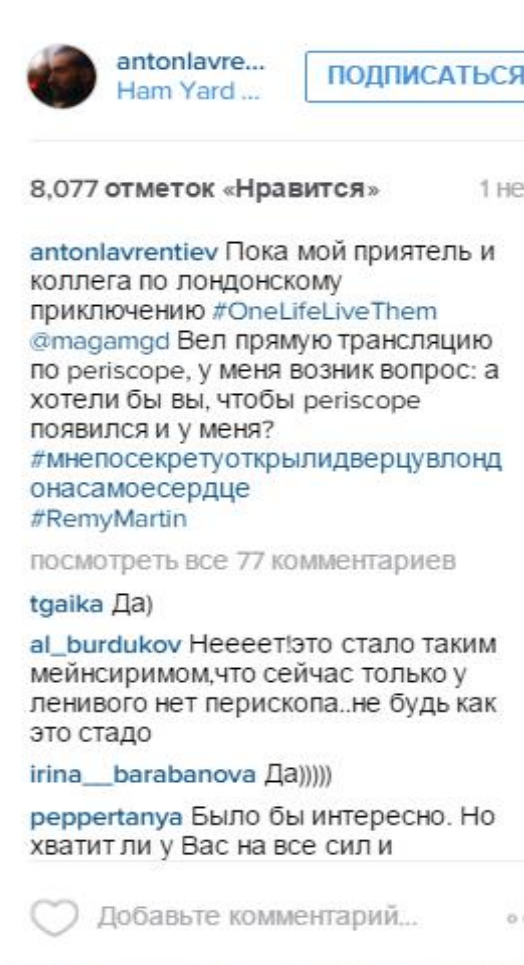 antonlavre...
Ham Yard ...
ПОДПИСАТЬСЯ
8,077 отметок «Нравится»
1 не
antonlavrentiev Пока мой приятель и
коллега по лондонскому
приключению #OneLifeLiveThem
@magamgd Вел прямую трансляцию
по periscope, у меня возник вопрос: а
хотели бы вы, чтобы periscope
появился и у меня?
#мнепосекретуоткрылидверцувлонд
онасамоесердце
#RemyMartin
посмотреть все 77 комментариев
tgaika Да)
al_burdukov Неееет!это стало таким
мейнсиримом,что сейчас только у
ленивого нет перископа..не будь как
это стадо
irina__barabanova Да)))))
peppertanya Было бы интересно. Но
хватит ли у Вас на все сил и
Добавьте комментарий...